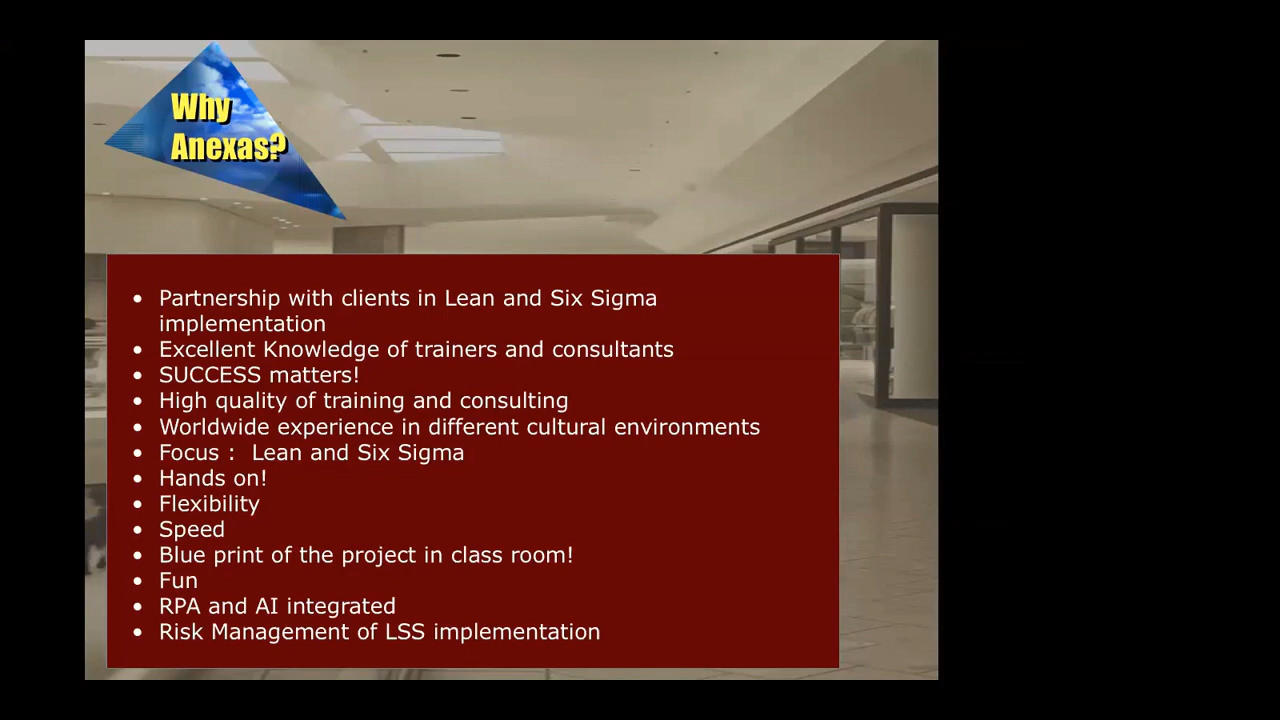 Why
Anexas?
• Partnership with clients in Lean and Six Sigma
implementation
• Excellent Knowledge of trainers and consultants
• SUCCESS matters!
• High quality of training and consulting
• Worldwide experience in different cultural environments
• Focus :  Lean and Six Sigma
• Hands on!
• Flexibility
• Speed
• Blue print of the project in class room!
• Fun
• RPA and AI integrated
• Risk Management of LSS implementation